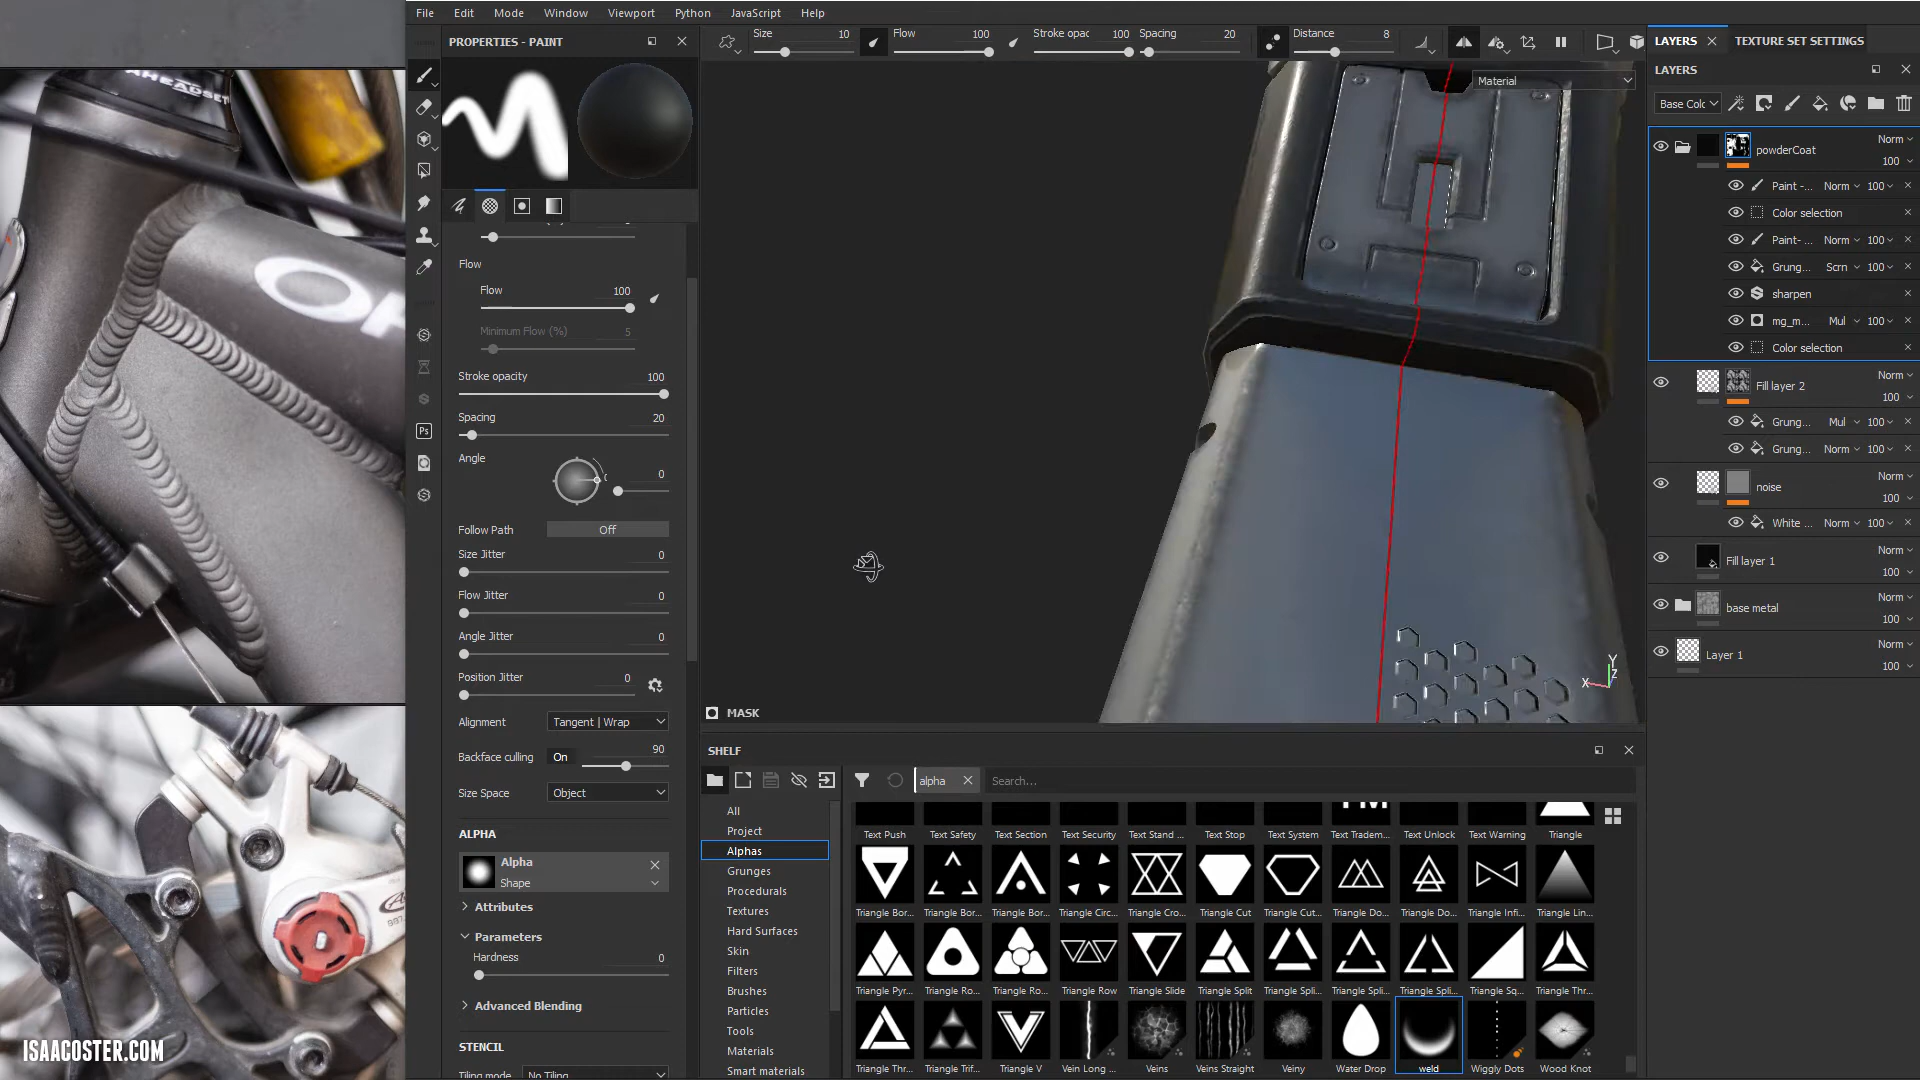 File Edit Mode Window Viewport Python JavaScript Help
PROPERTIES - PAINT
Size 10 Flow 100 Stroke opac 100 Spacing 20 Distance 8
LAYERS TEXTURE SET SETTINGS
LAYERS
Material
Base Colc
powderCoat Norm 100
Paint -... Norm 100
Color selection
Paint- ... Norm 100
Grung... Scrn 100
sharpen
mg_m... Mul 100
Color selection
Fill layer 2 Norm 100
Grung... Mul 100
Grung... Norm 100
noise Norm 100
White ... Norm 100
Fill layer 1 Norm 100
base metal Norm 100
Layer 1 Norm 100
Flow
Flow 100
Minimum Flow (%) 5
Stroke opacity 100
Spacing 20
Angle 0
Follow Path Off
Size Jitter 0
Flow Jitter 0
Angle Jitter 0
Position Jitter 0
Alignment Tangent | Wrap
Backface culling On 90
Size Space Object
ALPHA
Alpha
Shape
Attributes
Parameters
Hardness 0
Advanced Blending
STENCIL
Tiling mode No Tiling
Y
Z
X
MASK
SHELF
alpha Search...
All
Project
Alphas
Grunges
Procedurals
Textures
Hard Surfaces
Skin
Filters
Brushes
Particles
Tools
Materials
Smart materials
Text Push Text Safety Text Section Text Security Text Stand ... Text Stop Text System Text Tradem... Text Unlock Text Warning Triangle
Triangle Bor... Triangle Bor... Triangle Bor... Triangle Circ... Triangle Cro... Triangle Cut Triangle Cut... Triangle Do... Triangle Do... Triangle Infi... Triangle Lin...
Triangle Pyr... Triangle Ro... Triangle Ro... Triangle Row Triangle Slide Triangle Split Triangle Spli... Triangle Spli... Triangle Spli... Triangle Sq... Triangle Thr...
Triangle Thr... Triangle Trif... Triangle V Vein Long ... Veins Veins Straight Veiny Water Drop weld Wiggly Dots Wood Knot
Ps
AHEADSET
ISAACOSTER.COM